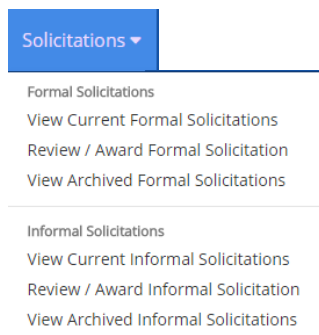 Solicitations
Formal Solicitations
View Current Formal Solicitations
Review / Award Formal Solicitation
View Archived Formal Solicitations
Informal Solicitations
View Current Informal Solicitations
Review / Award Informal Solicitation
View Archived Informal Solicitations